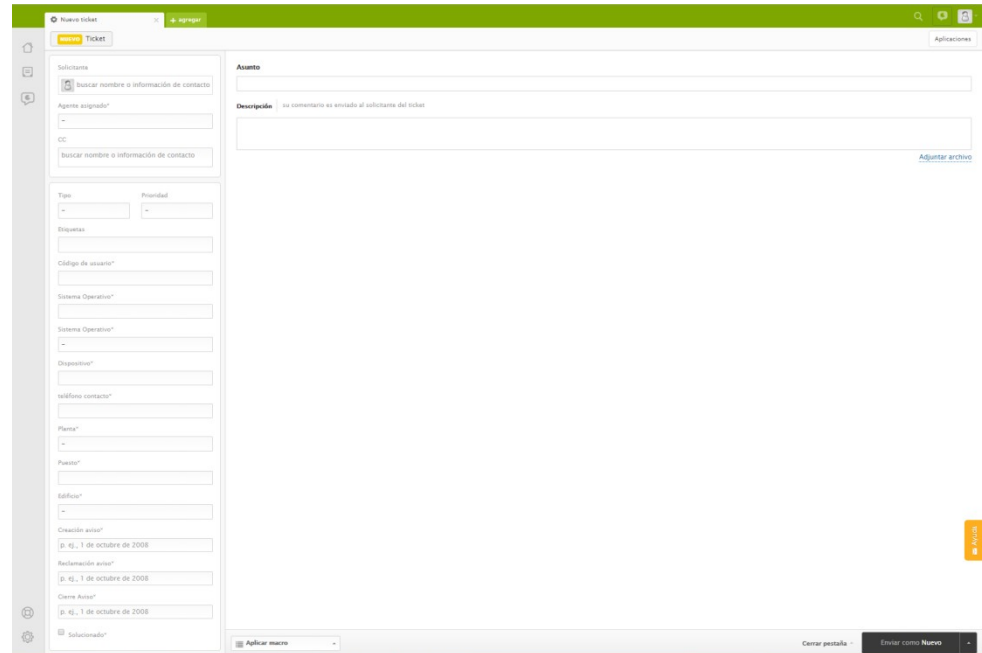 Nuevo ticket × + agregar
nuevo Ticket
Aplicaciones
Solicitante
buscar nombre o información de contacto
Agente asignado*
-
CC
buscar nombre o información de contacto
Asunto
Descripción su comentario es enviado al solicitante del ticket
Adjuntar archivo
Tipo Prioridad
- -
Etiquetas
Código de usuario*
Sistema Operativo*
Sistema Operativo*
-
Dispositivo*
teléfono contacto*
Planta*
-
Puesto*
Edificio*
-
Creación aviso*
p. ej., 1 de octubre de 2008
Reclamación aviso*
p. ej., 1 de octubre de 2008
Cierre Aviso*
p. ej., 1 de octubre de 2008
Solucionado*
Ayuda
Aplicar macro
Cerrar pestaña
Enviar como Nuevo